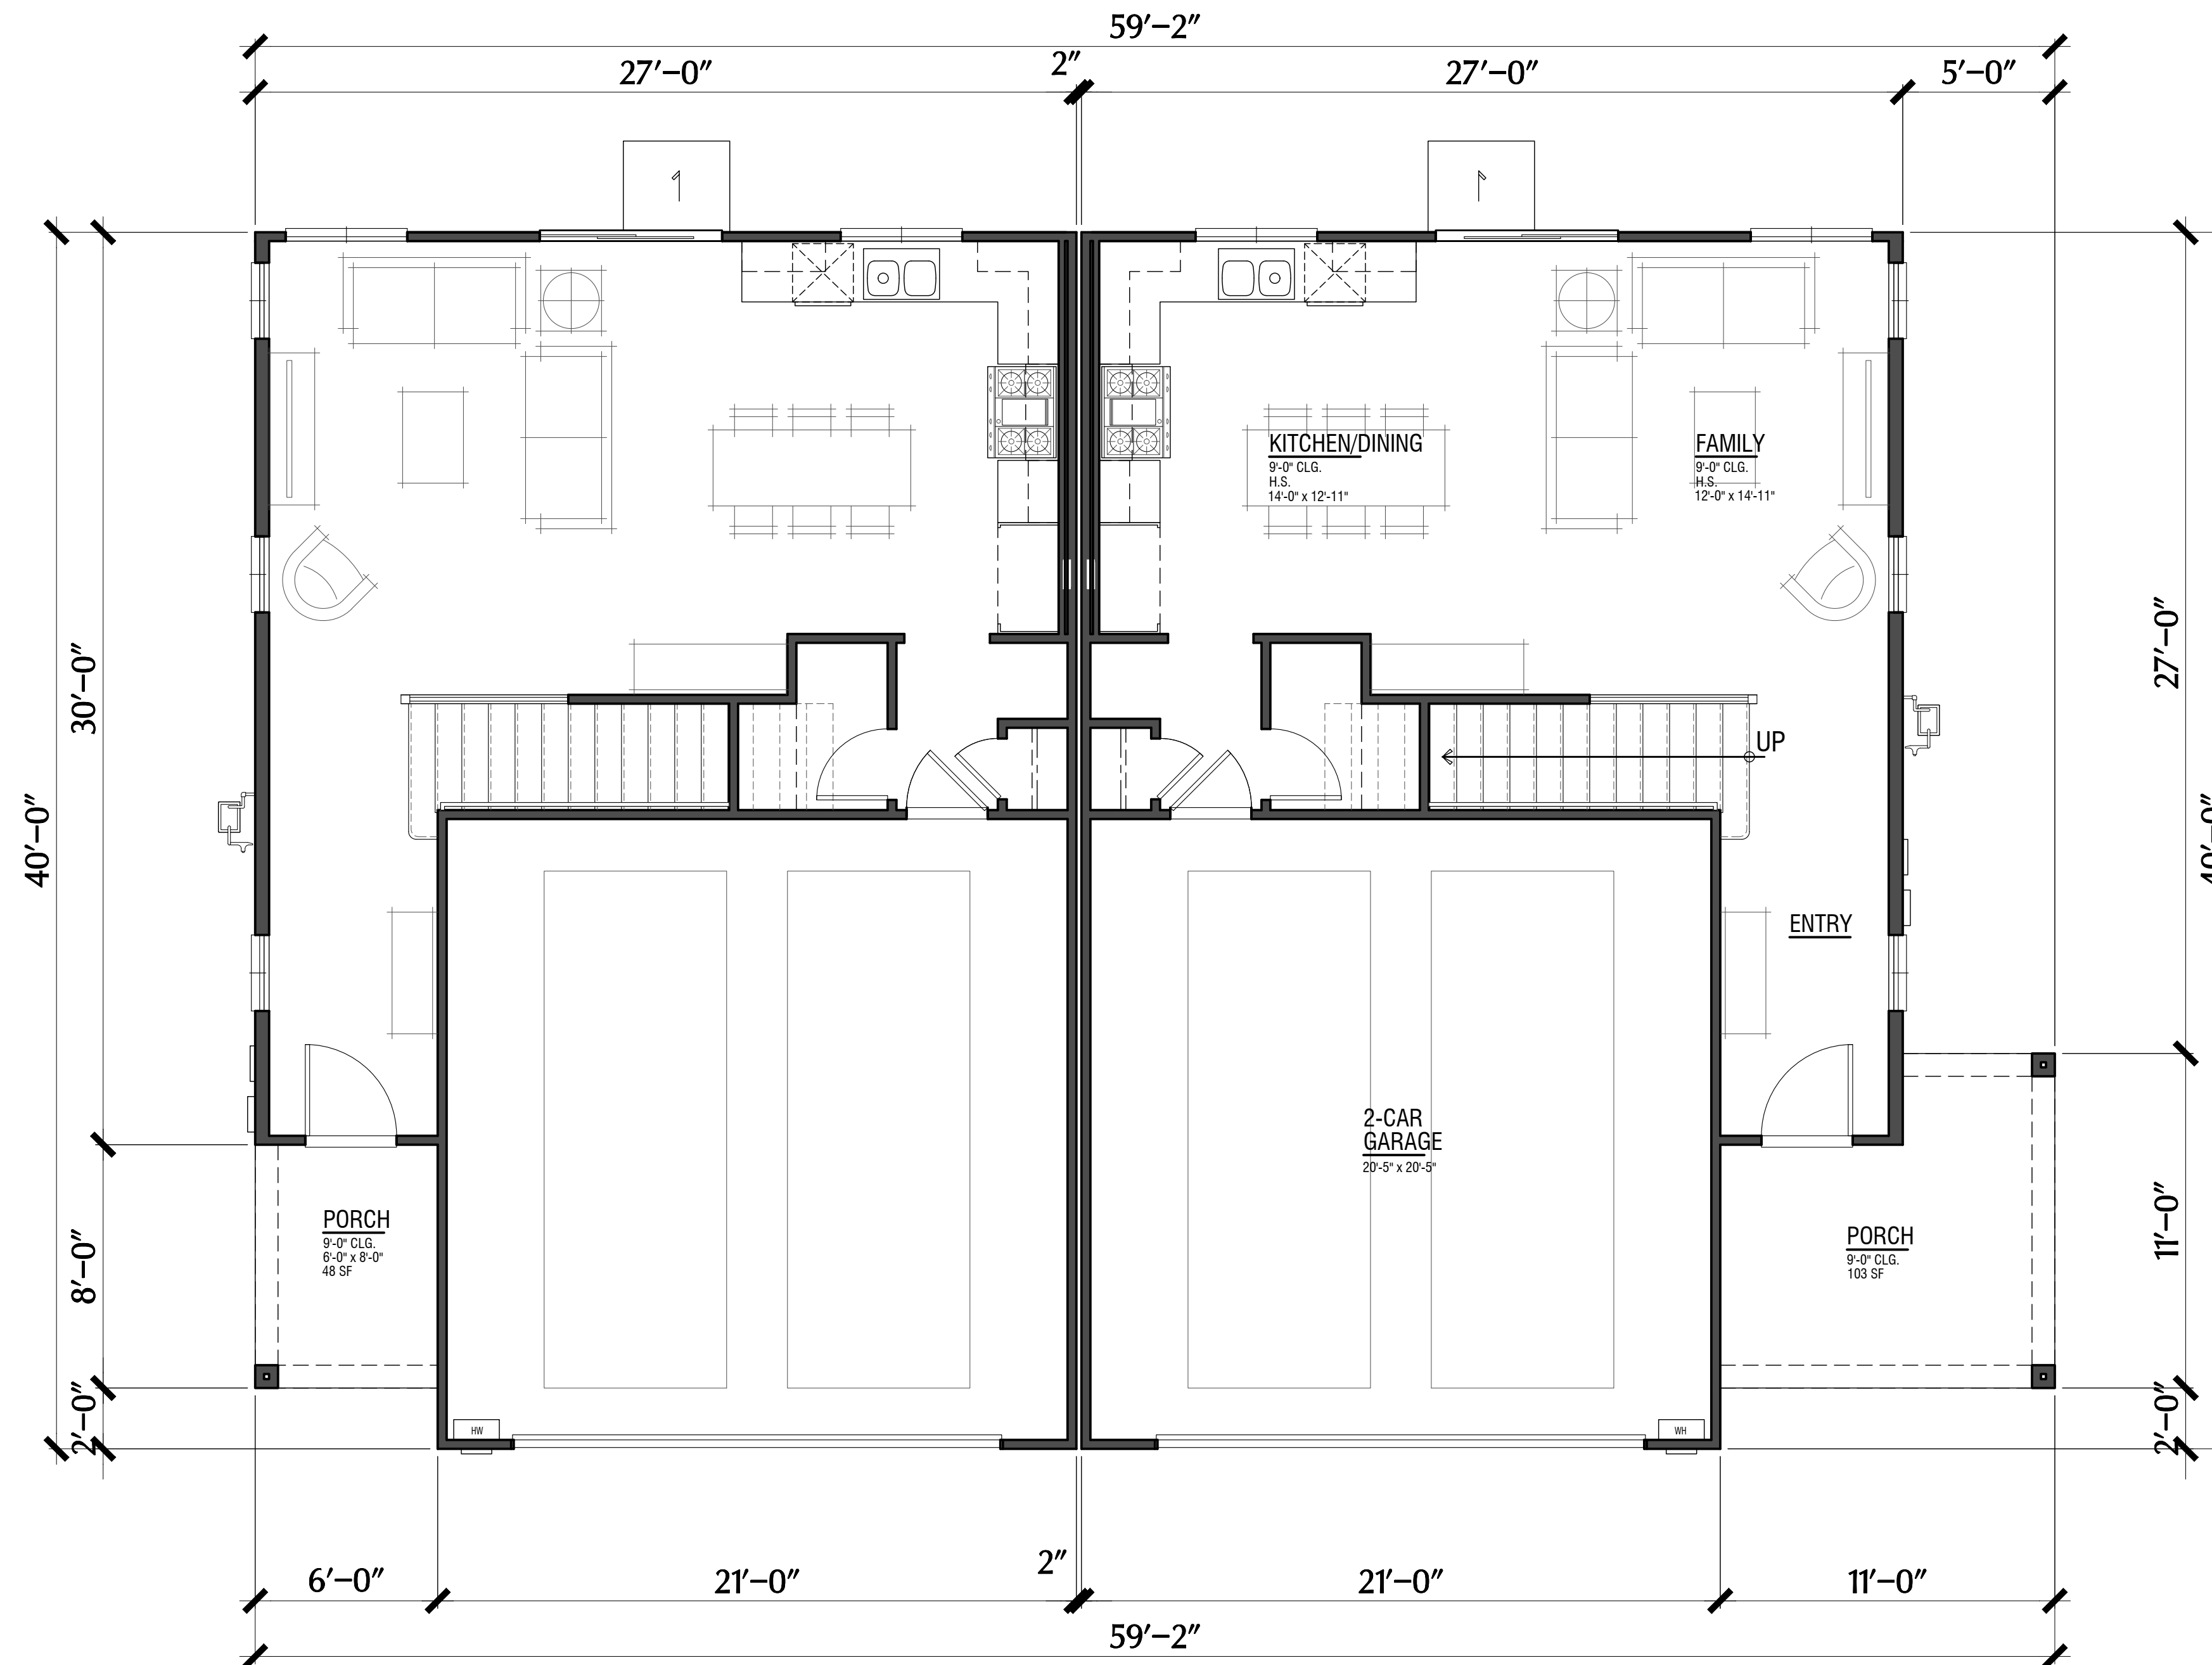 59'-2"
27'-0"
2"
27'-0"
5'-0"
KITCHEN/DINING
9'-0" CLG.
H.S.
14'-0" x 12'-11"
FAMILY
9'-0" CLG.
H.S.
12'-0" x 14'-11"
40'-0"
30'-0"
27'-0"
40'-0"
UP
ENTRY
2-CAR
GARAGE
20'-5" x 20'-5"
PORCH
9'-0" CLG.
6'-0" x 8'-0"
48 SF
PORCH
9'-0" CLG.
103 SF
8'-0"
11'-0"
2'-0"
2'-0"
HW
WH
6'-0"
21'-0"
2"
21'-0"
11'-0"
59'-2"